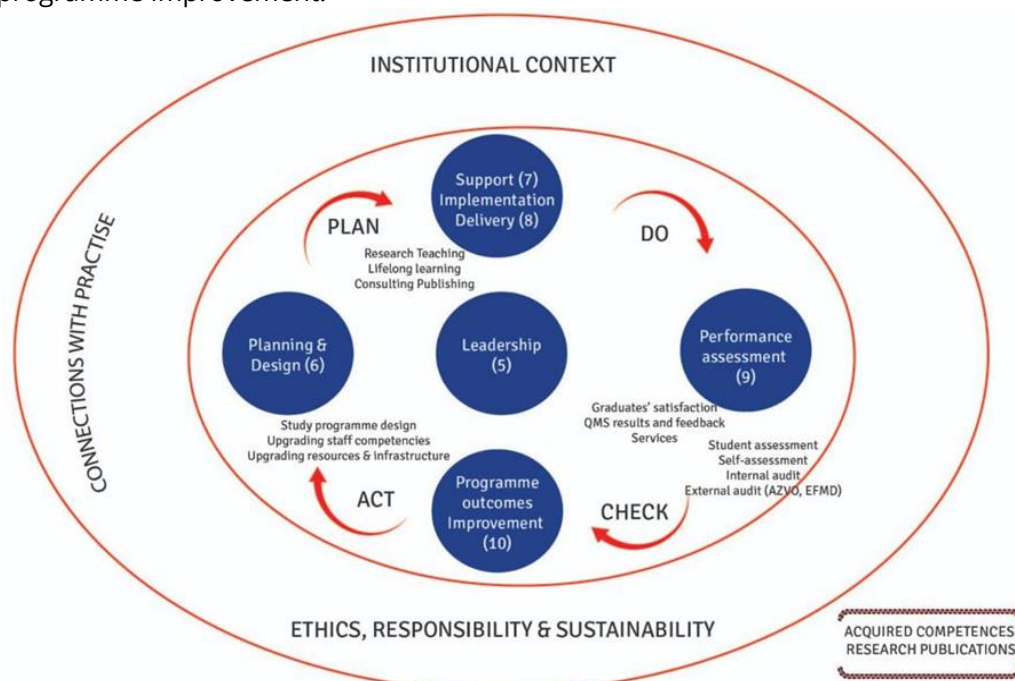 programme improvement.
INSTITUTIONAL CONTEXT
CONNECTIONS WITH PRACTISE
Support (7)
Implementation
Delivery (8)
PLAN
DO
Research Teaching
Lifelong learning
Consulting Publishing
Planning &
Design (6)
Leadership
(5)
Performance
assessment
(9)
Graduates' satisfaction
QMS results and feedback
Services
Student assessment
Self-assessment
Internal audit
External audit (AZVO, EFMD)
Study programme design
Upgrading staff competencies
Upgrading resources & infrastructure
ACT
Programme
outcomes
Improvement
(10)
CHECK
ETHICS, RESPONSIBILITY & SUSTAINABILITY
ACQUIRED COMPETENCES
RESEARCH PUBLICATIONS